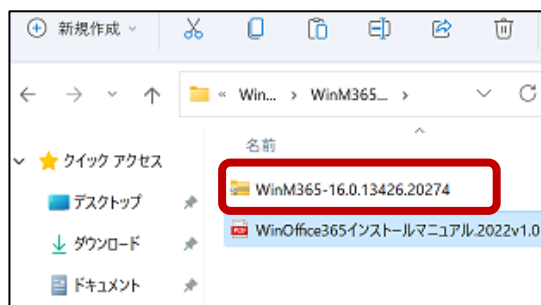 新規作成
« Win... > WinM365_ >
名前
クイック アクセス
WinM365-16.0.13426.20274
デスクトップ
PDF
WinOffice365インストールマニュアル.2022v1.0
ダウンロード
ドキュメント